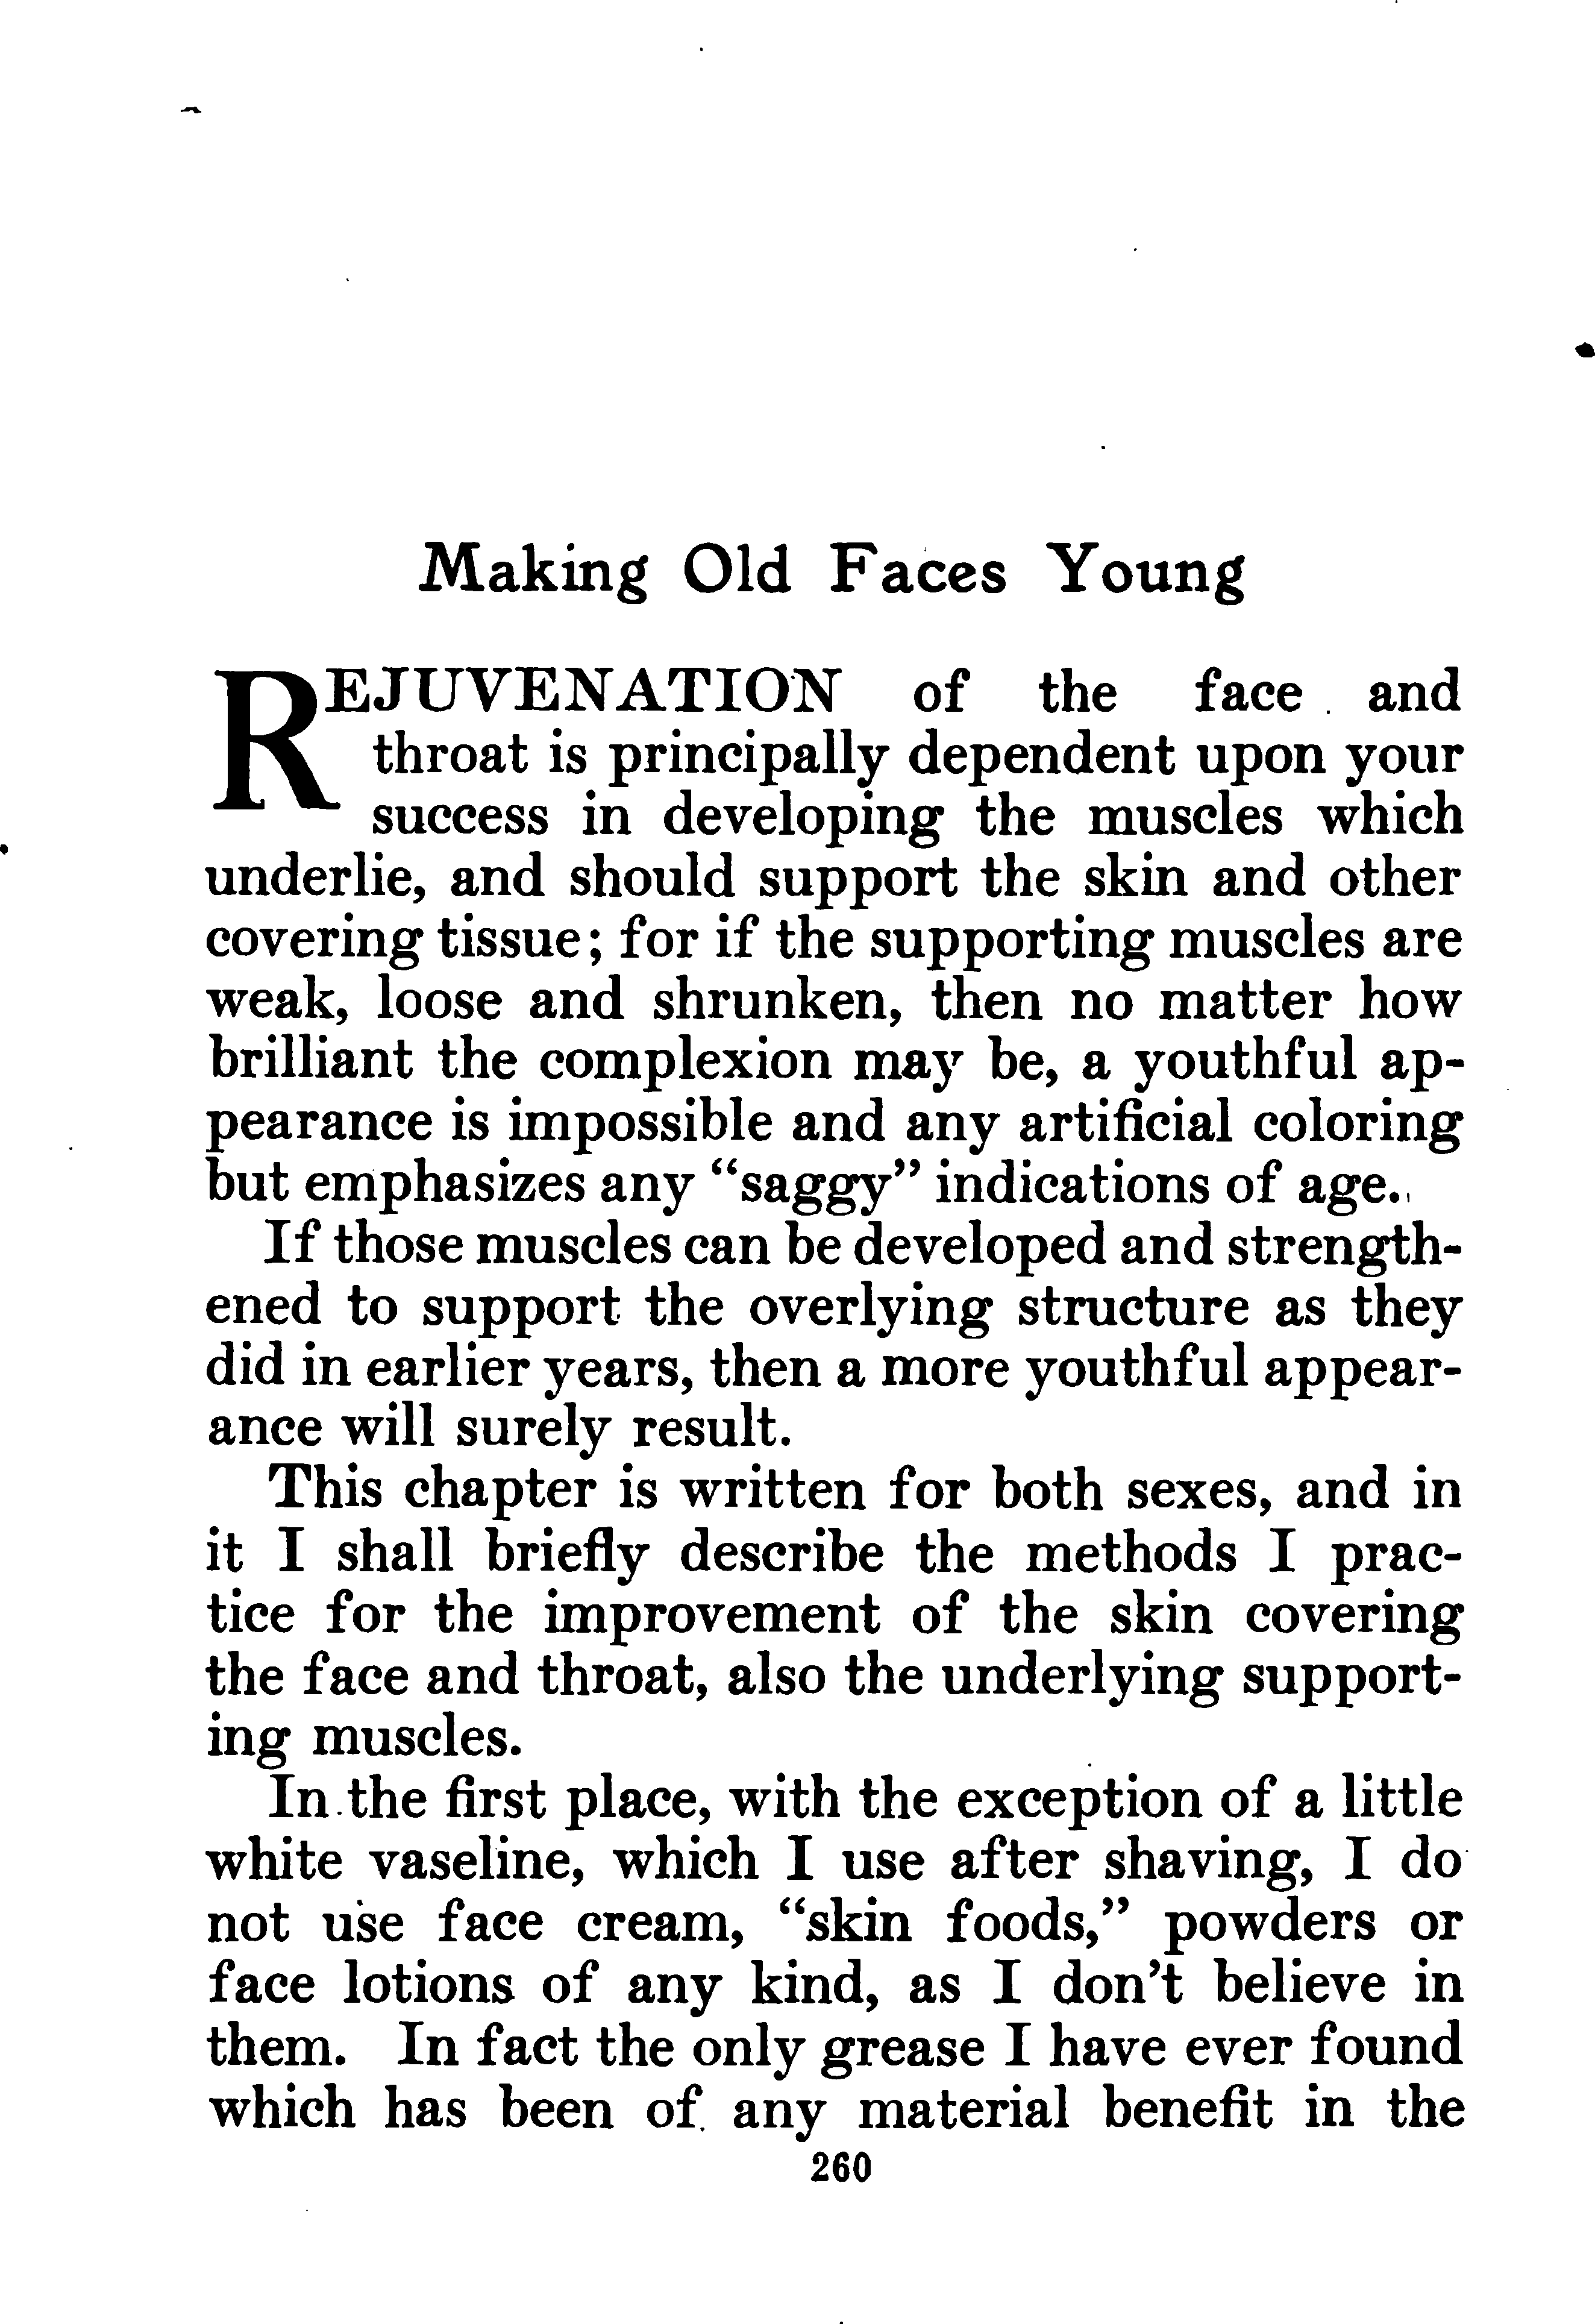 Making Old Faces Young
REJUVENATION of the face and
throat is principally dependent upon your
success in developing the muscles which
underlie, and should support the skin and other
covering tissue; for if the supporting muscles are
weak, loose and shrunken, then no matter how
brilliant the complexion may be, a youthful ap-
pearance is impossible and any artificial coloring
but emphasizes any “saggy” indications of age.
If those muscles can be developed and strength-
ened to support the overlying structure as they
did in earlier years, then a more youthful appear-
ance will surely result.
This chapter is written for both sexes, and in
it I shall briefly describe the methods I prac-
tice for the improvement of the skin covering
the face and throat, also the underlying support-
ing muscles.
In the first place, with the exception of a little
white vaseline, which I use after shaving, I do
not use face cream, “skin foods,” powders or
face lotions of any kind, as I don't believe in
them. In fact the only grease I have ever found
which has been of any material benefit in the
260